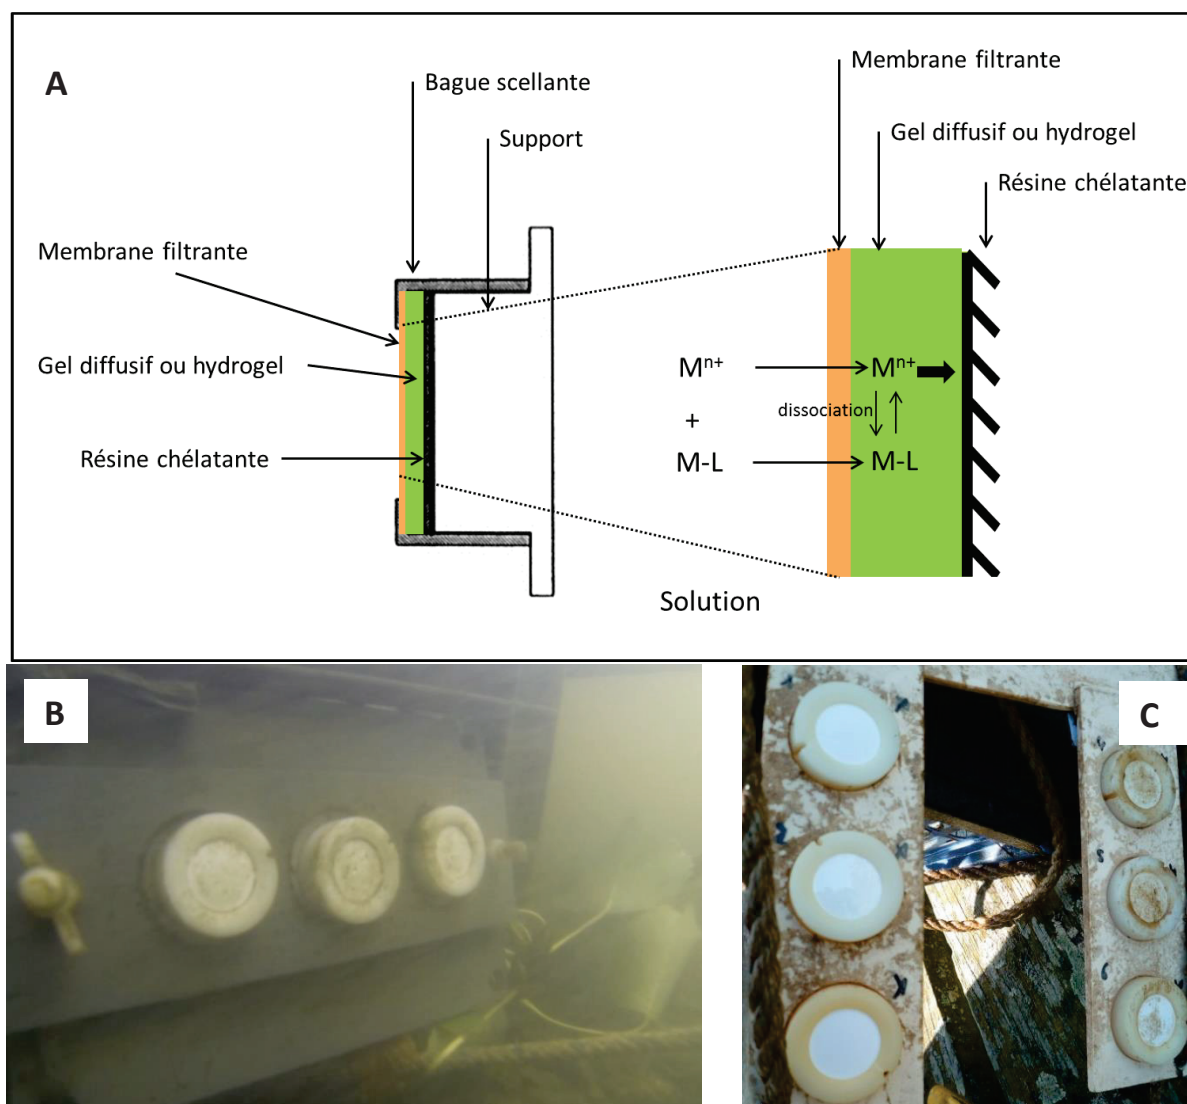 A
Bague scellante
Support
Membrane filtrante
Gel diffusif ou hydrogel
Résine chélatante
Membrane filtrante
Gel diffusif ou hydrogel
Résine chélatante
Mⁿ⁺
Mⁿ⁺
+
dissociation
M-L
M-L
Solution
B
C